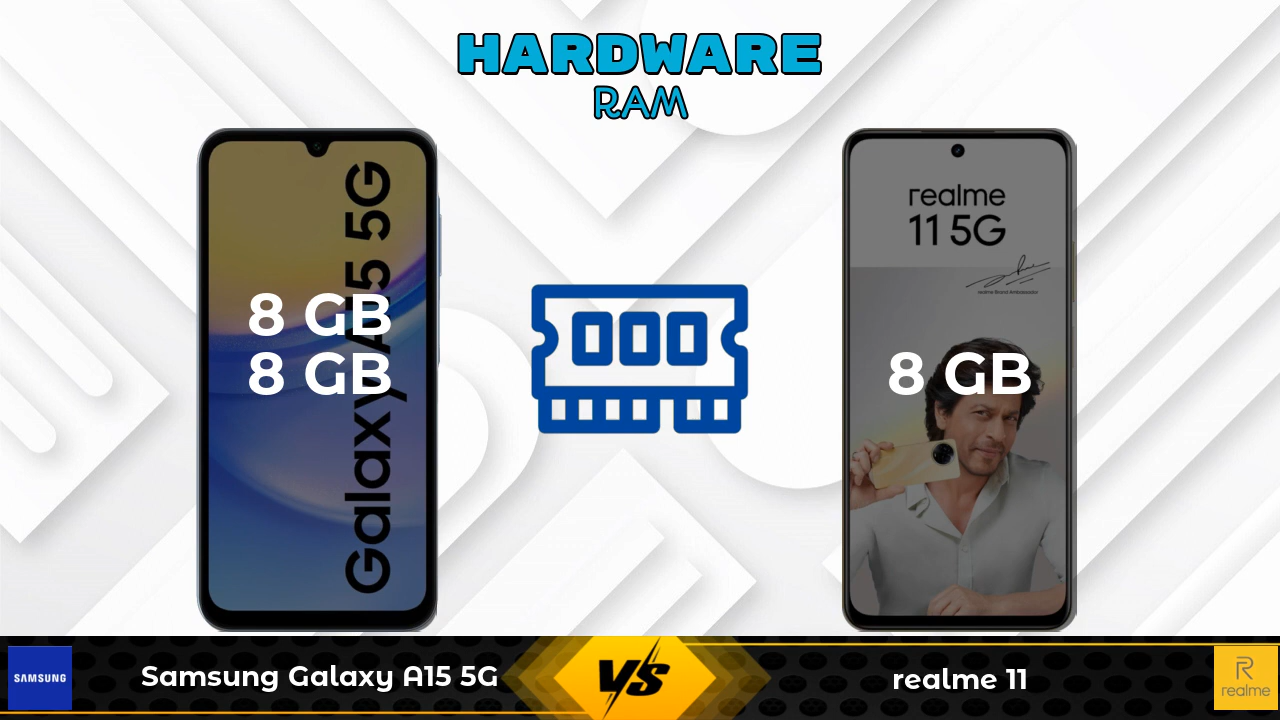 HARDWARE
RAM
Galaxy A15 5G
8 GB
8 GB
realme
11 5G
realme Brand Ambassador
8 GB
SAMSUNG
Samsung Galaxy A15 5G
VS
realme 11
R
realme